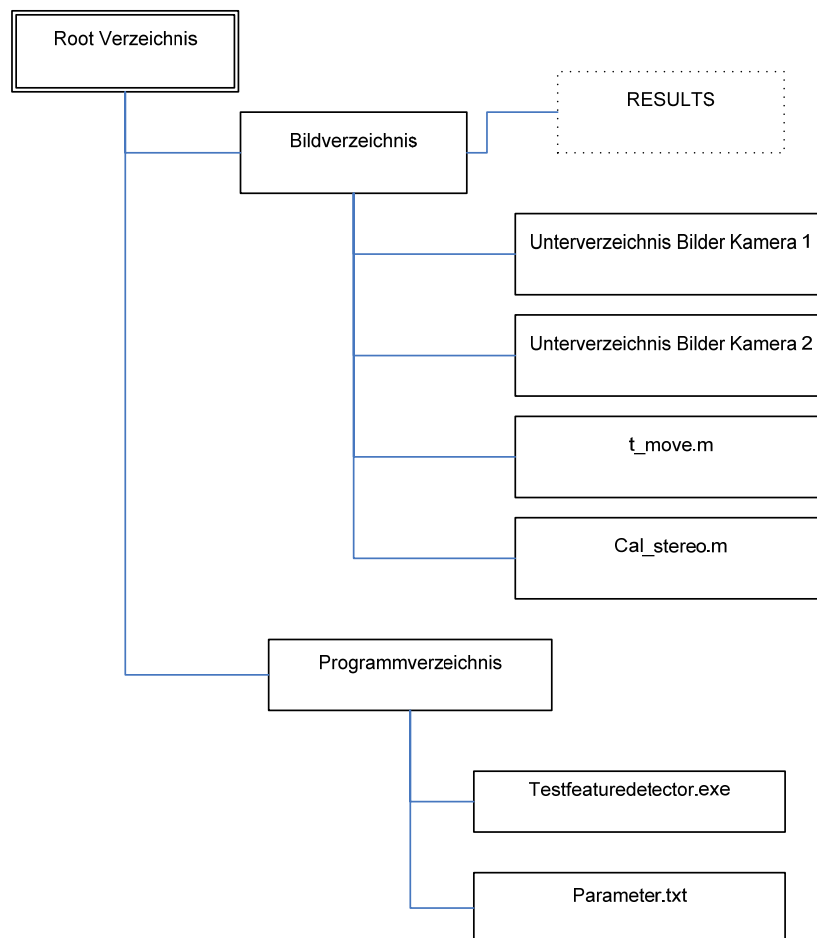 Root Verzeichnis
RESULTS
Bildverzeichnis
Unterverzeichnis Bilder Kamera 1
Unterverzeichnis Bilder Kamera 2
t_move.m
Cal_stereo.m
Programmverzeichnis
Testfeaturedetector.exe
Parameter.txt